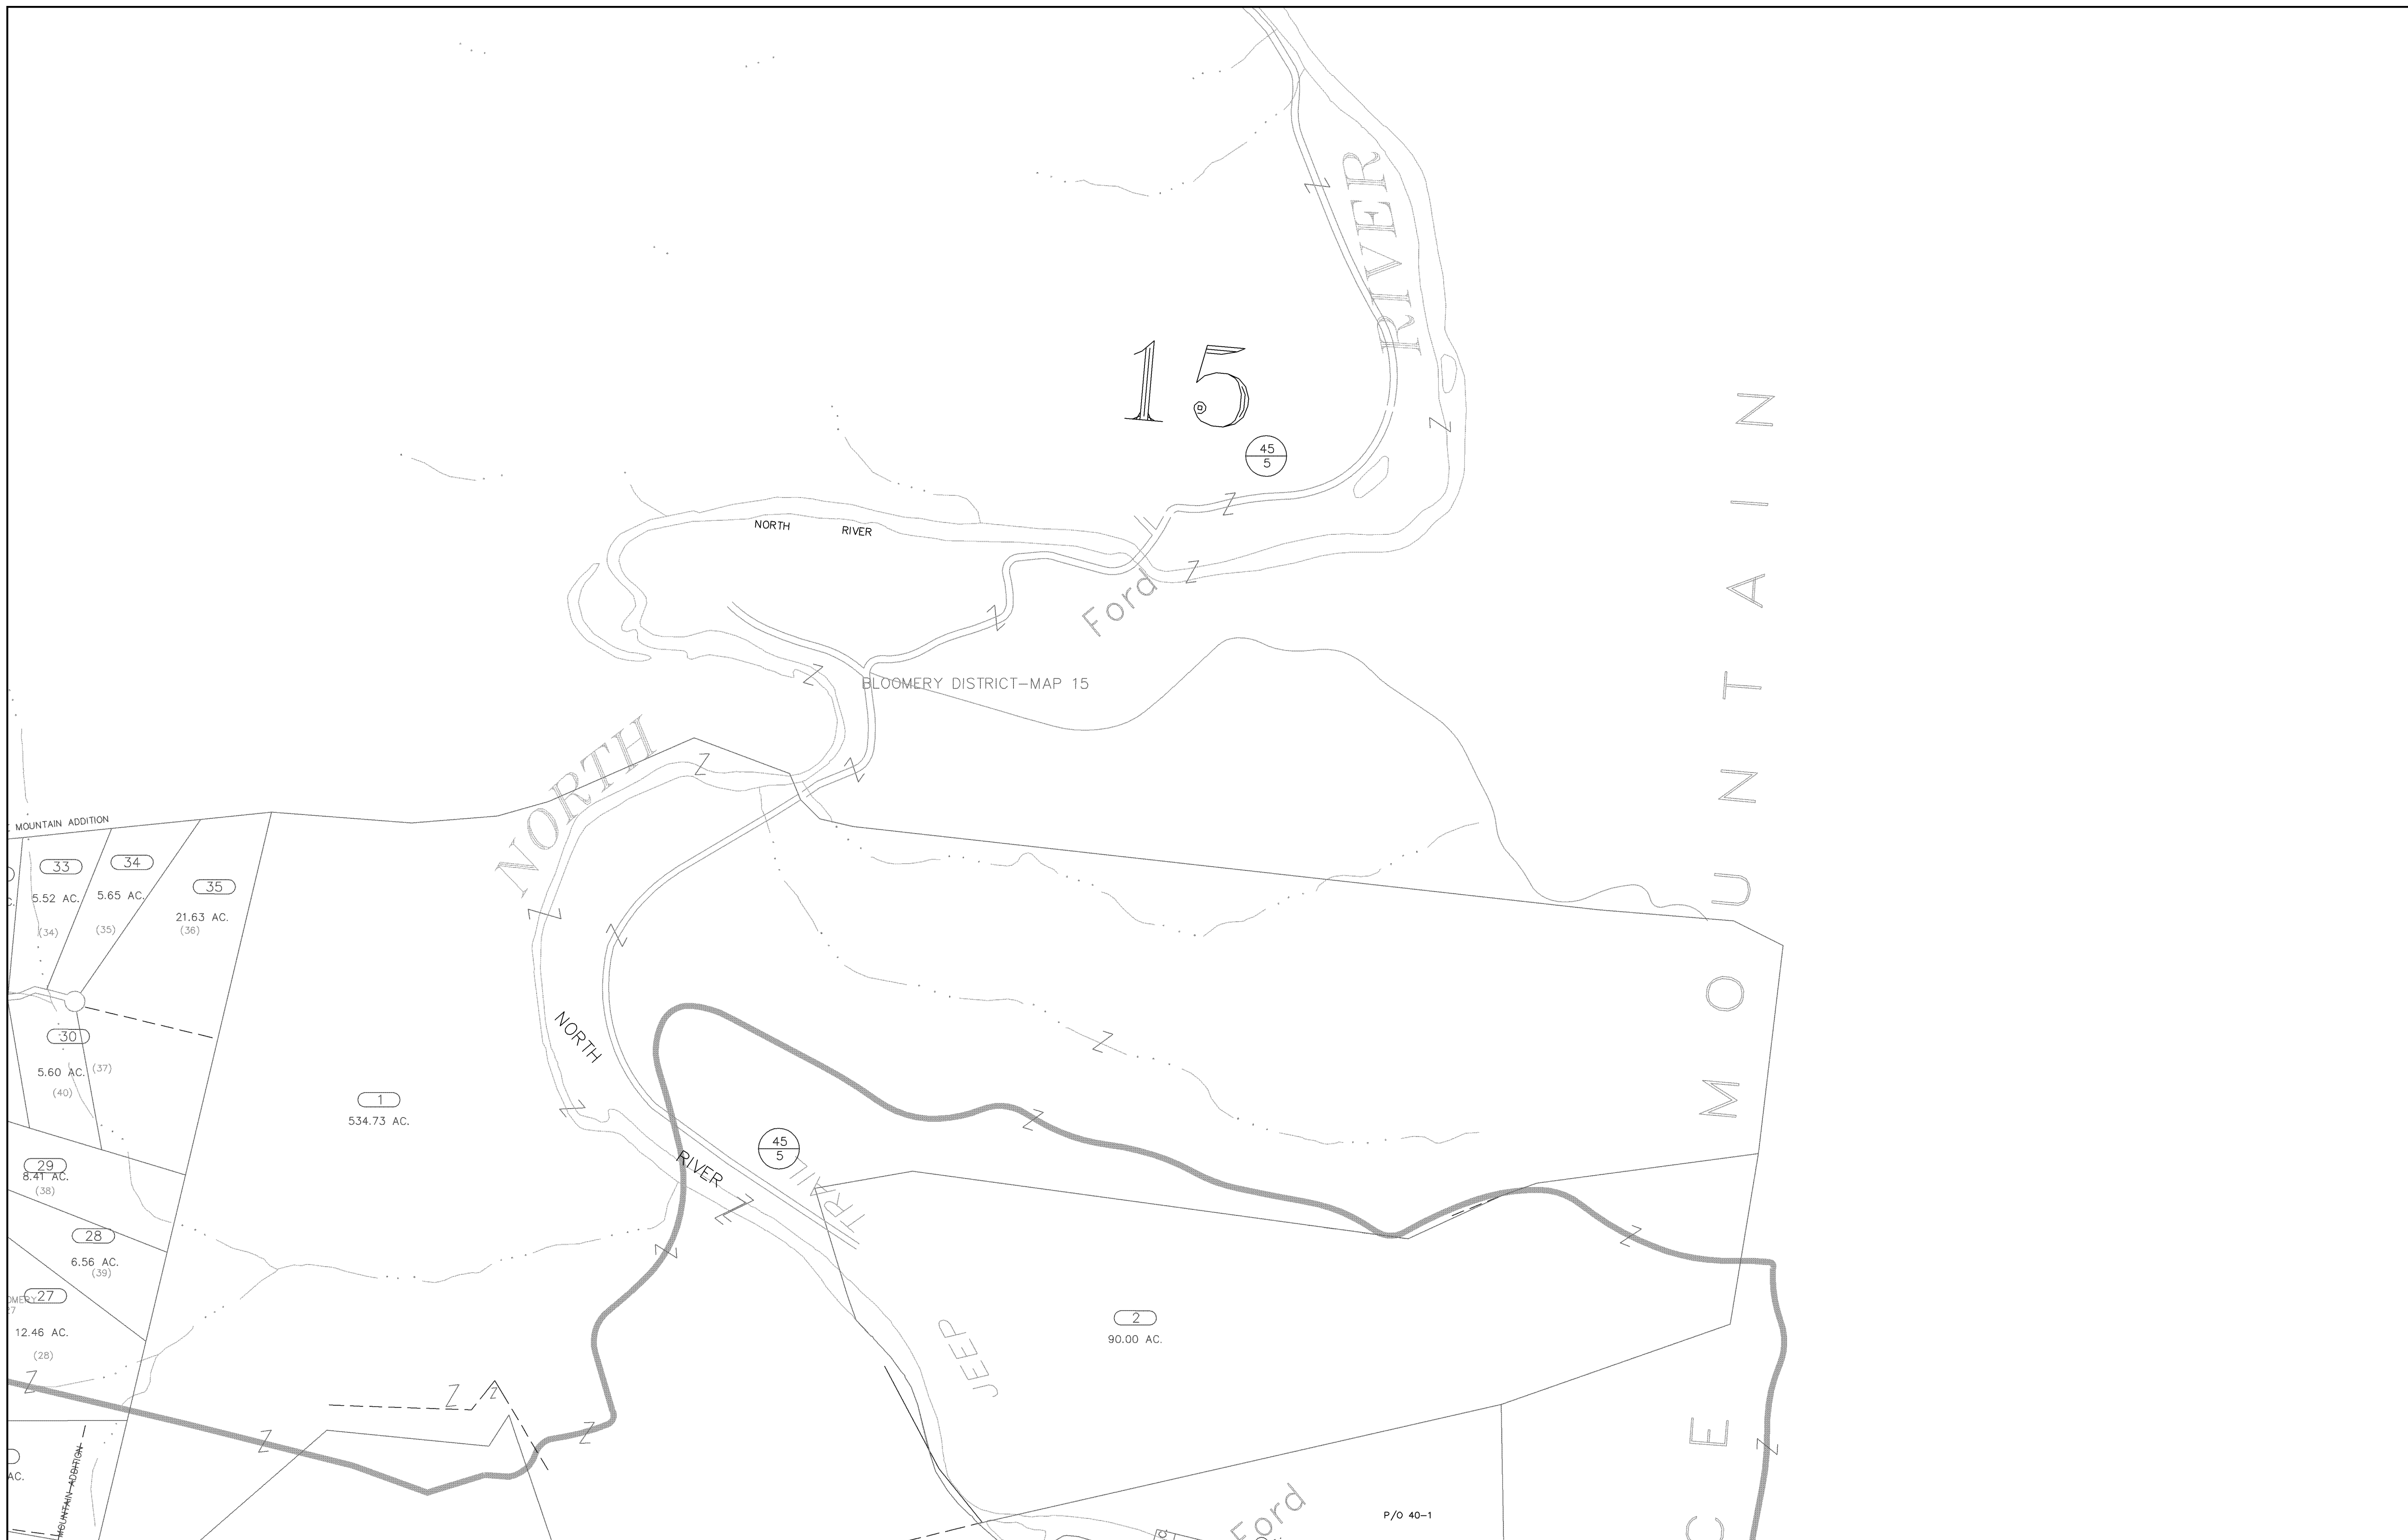 RIVER
15
45
5
NORTH RIVER
Ford
BLOOMERY DISTRICT-MAP 15
MOUNTAIN
NORTH
MOUNTAIN ADDITION
33
5.52 AC.
(34)
34
5.65 AC.
(35)
35
21.63 AC.
(36)
30
5.60 AC.
(40)
(37)
NORTH
1
534.73 AC.
45
5
RIVER
29
8.41 AC.
(38)
28
6.56 AC.
(39)
27
12.46 AC.
(28)
2
90.00 AC.
JEEP
MOUNTAIN ADDITION
AC.
Ford
P/O 40-1
C E